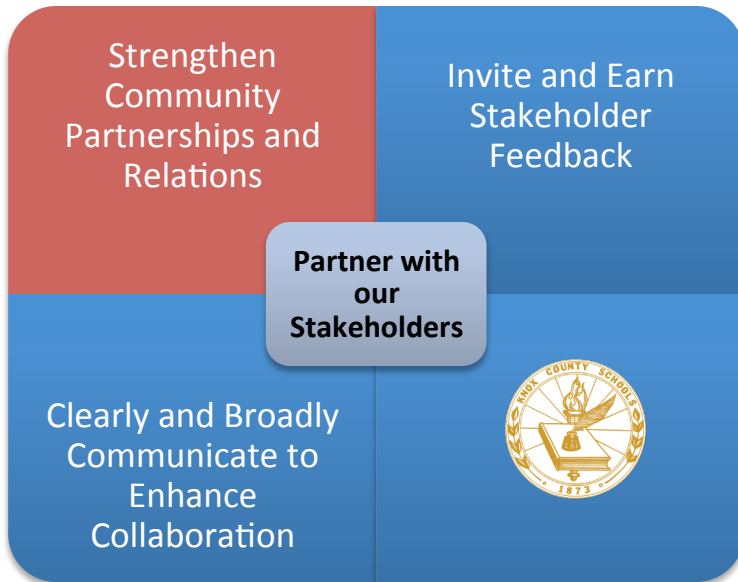 Strengthen
Community
Partnerships and
Relations
Invite and Earn
Stakeholder
Feedback
Partner with
our
Stakeholders
Clearly and Broadly
Communicate to
Enhance
Collaboration
KNOX COUNTY SCHOOLS
1873